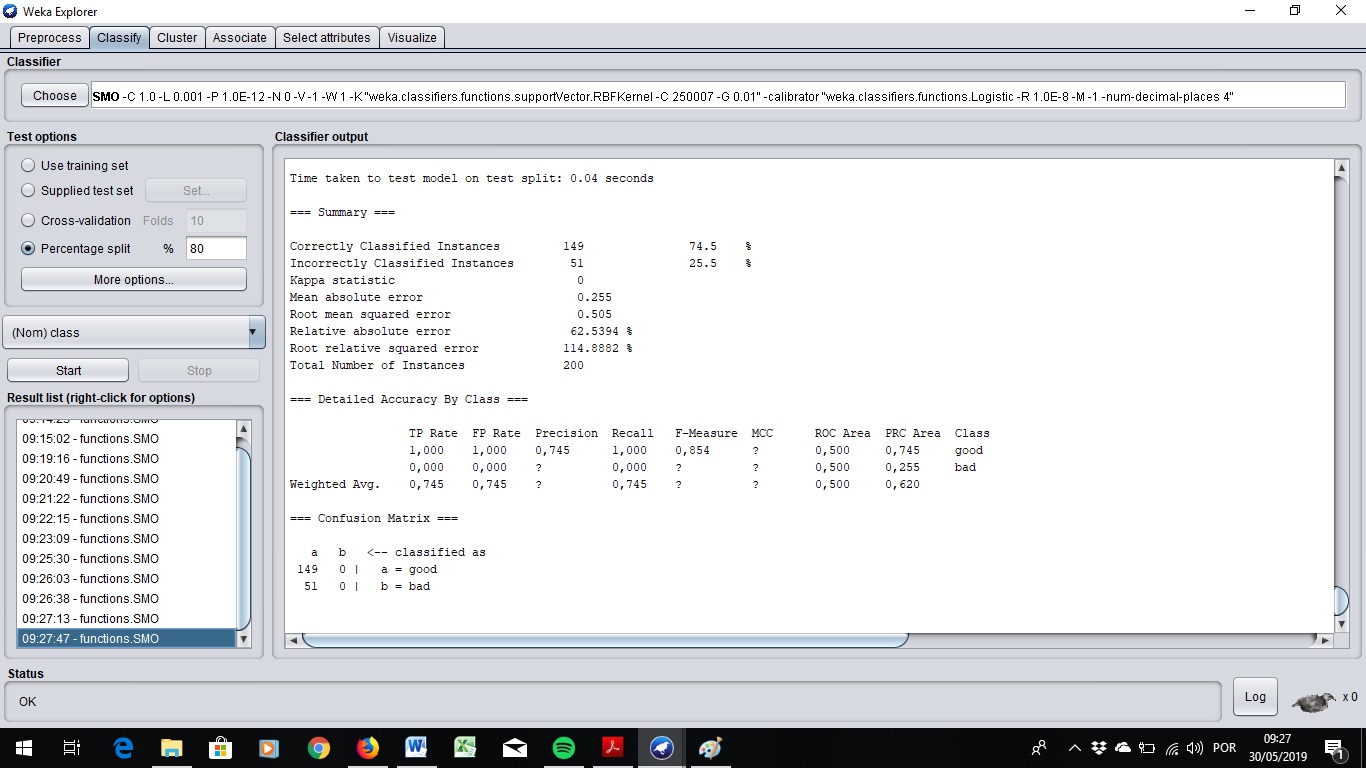 Weka Explorer
Preprocess Classify Cluster Associate Select attributes Visualize
Classifier
Choose SMO -C 1.0 -L 0.001 -P 1.0E-12 -N 0 -V -1 -W 1 -K "weka.classifiers.functions.supportVector.RBFKernel -C 250007 -G 0.01" -calibrator "weka.classifiers.functions.Logistic -R 1.0E-8 -M -1 -num-decimal-places 4"
Test options
Use training set
Supplied test set Set...
Cross-validation Folds 10
Percentage split % 80
More options...
(Nom) class
Start Stop
Result list (right-click for options)
09:14:23 - functions.SMO
09:15:02 - functions.SMO
09:19:16 - functions.SMO
09:20:49 - functions.SMO
09:21:22 - functions.SMO
09:22:15 - functions.SMO
09:23:09 - functions.SMO
09:25:30 - functions.SMO
09:26:03 - functions.SMO
09:26:38 - functions.SMO
09:27:13 - functions.SMO
09:27:47 - functions.SMO
Classifier output
Time taken to test model on test split: 0.04 seconds
=== Summary ===
Correctly Classified Instances 149 74.5 %
Incorrectly Classified Instances 51 25.5 %
Kappa statistic 0
Mean absolute error 0.255
Root mean squared error 0.505
Relative absolute error 62.5394 %
Root relative squared error 114.8882 %
Total Number of Instances 200
=== Detailed Accuracy By Class ===
TP Rate FP Rate Precision Recall F-Measure MCC ROC Area PRC Area Class
1,000 1,000 0,745 1,000 0,854 ? 0,500 0,745 good
0,000 0,000 ? 0,000 ? ? 0,500 0,255 bad
Weighted Avg. 0,745 0,745 ? 0,745 ? ? 0,500 0,620
=== Confusion Matrix ===
a b <-- classified as
149 0 | a = good
51 0 | b = bad
Status
OK
Log
x 0
POR
09:27
30/05/2019
1